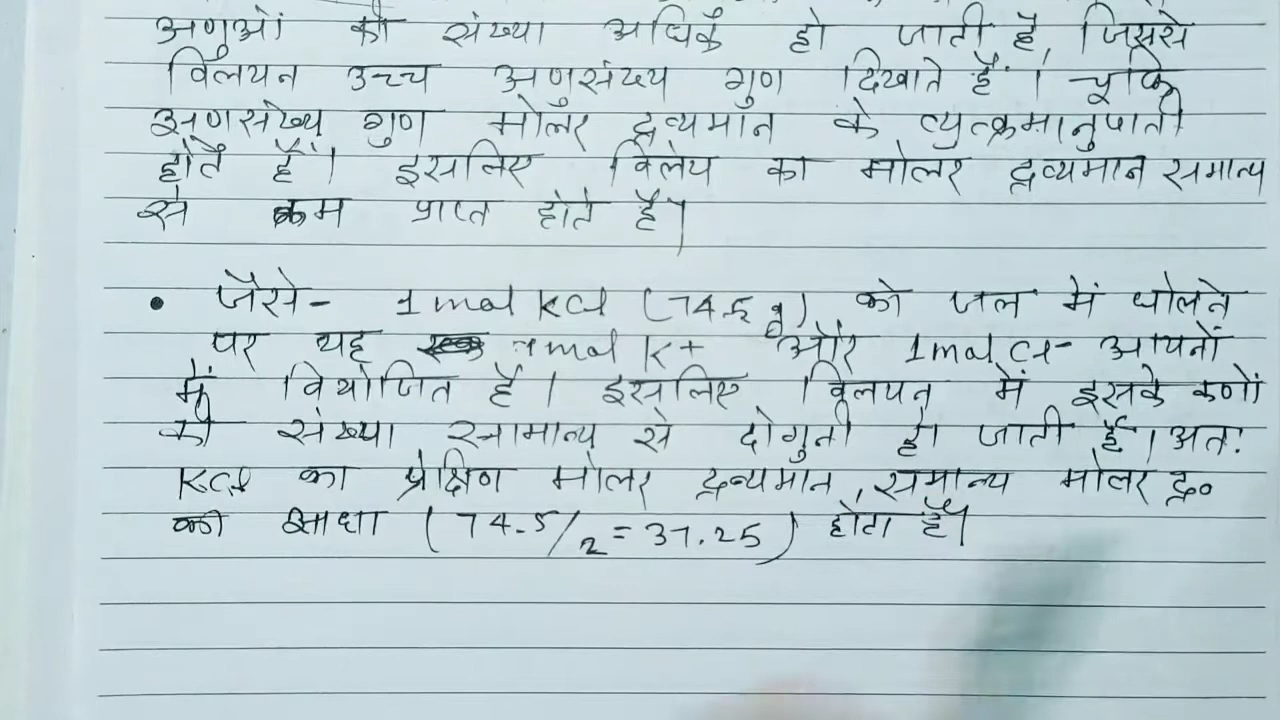 अणुओं की संख्या अधिक हो जाती है, जिससे
विलयन उच्च अणुसंख्य गुण दिखाते हैं। चूंकि
अणुसंख्य गुण मोलर द्रव्यमान के व्युत्क्रमानुपाती
होते हैं। इसलिए विलेय का मोलर द्रव्यमान समान्य
से कम प्राप्त होते है।
• जैसे- 1 mol KCl (74.5 g) को जल में घोलने
पर यह 1 mol K+ और 1 mol Cl- आयनों
में वियोजित है। इसलिए विलयन में इसके कणों
की संख्या सामान्य से दोगुनी हो जाती है। अतः
KCl का प्रेक्षिण मोलर द्रव्यमान, समान्य मोलर द्र०
का आधा (74.5/2 = 37.25) होता है।